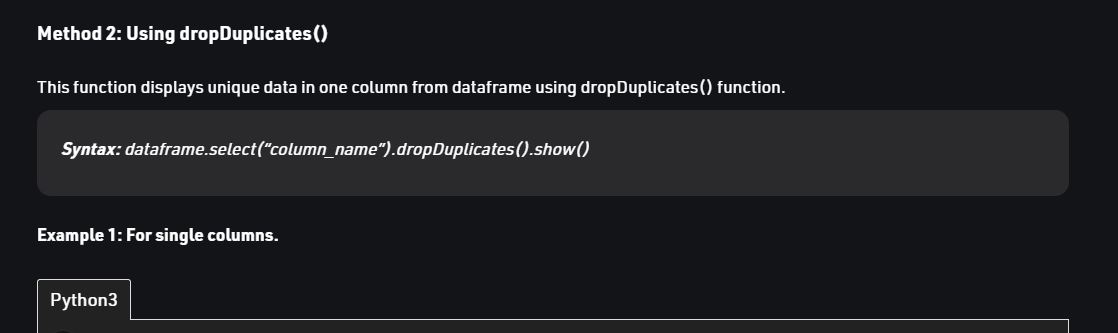 Method 2: Using dropDuplicates()
This function displays unique data in one column from dataframe using dropDuplicates() function.
Syntax: dataframe.select(“column_name”).dropDuplicates().show()
Example 1: For single columns.
Python3